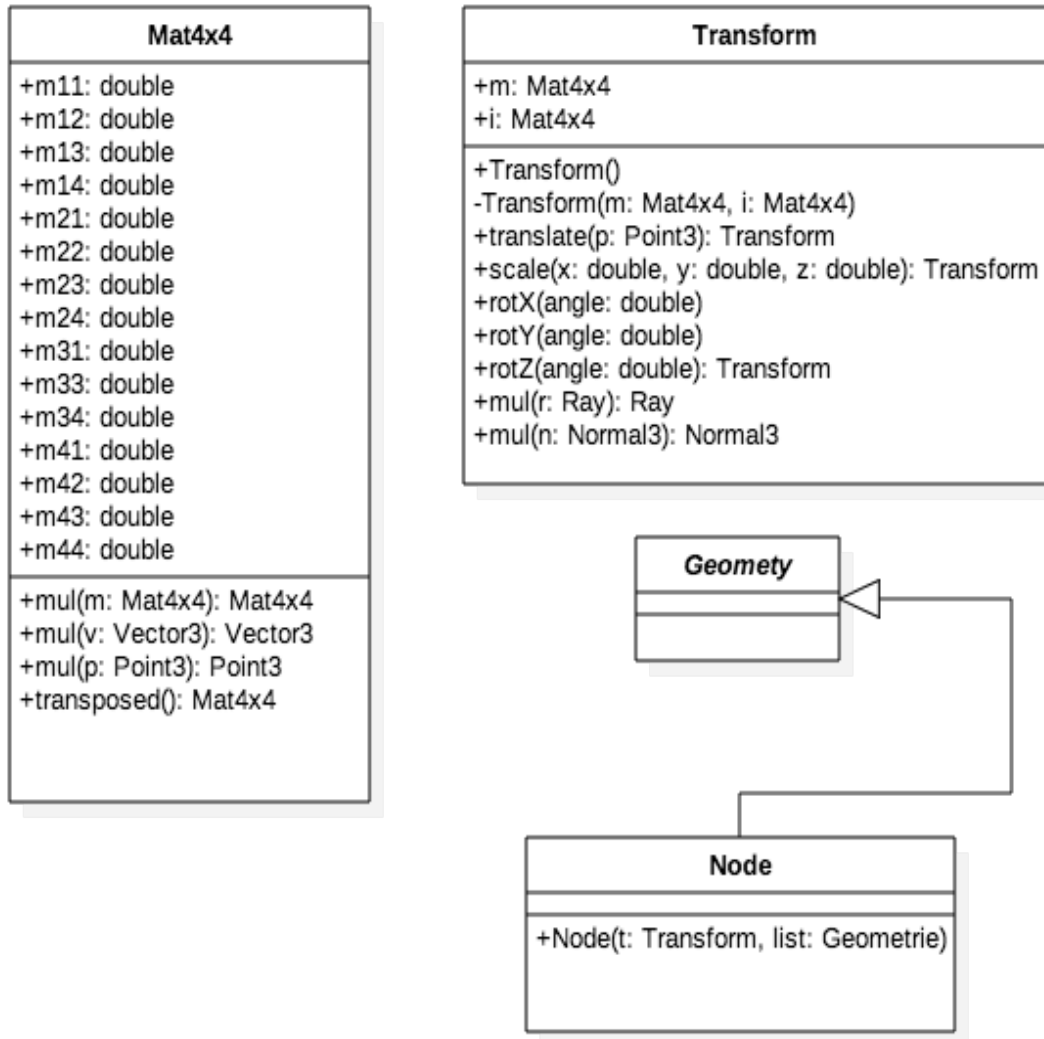 Mat4x4
+m11: double
+m12: double
+m13: double
+m14: double
+m21: double
+m22: double
+m23: double
+m24: double
+m31: double
+m33: double
+m34: double
+m41: double
+m42: double
+m43: double
+m44: double
+mul(m: Mat4x4): Mat4x4
+mul(v: Vector3): Vector3
+mul(p: Point3): Point3
+transposed(): Mat4x4
Transform
+m: Mat4x4
+i: Mat4x4
+Transform()
-Transform(m: Mat4x4, i: Mat4x4)
+translate(p: Point3): Transform
+scale(x: double, y: double, z: double): Transform
+rotX(angle: double)
+rotY(angle: double)
+rotZ(angle: double): Transform
+mul(r: Ray): Ray
+mul(n: Normal3): Normal3
Geomety
Node
+Node(t: Transform, list: Geometrie)